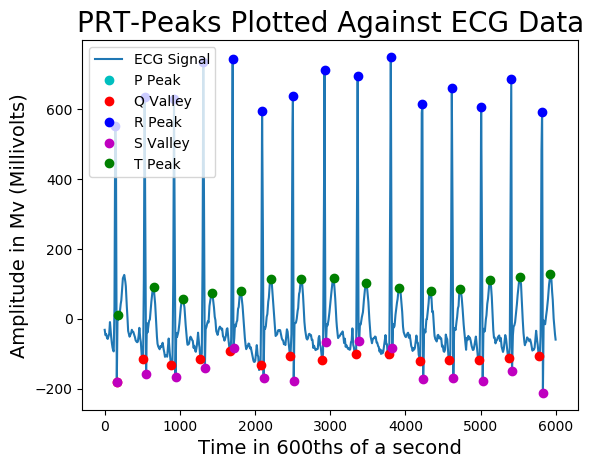 PRT-Peaks Plotted Against ECG Data
Amplitude in Mv (Millivolts)
600
400
200
0
−200
ECG Signal
P Peak
Q Valley
R Peak
S Valley
T Peak
0 1000 2000 3000 4000 5000 6000
Time in 600ths of a second